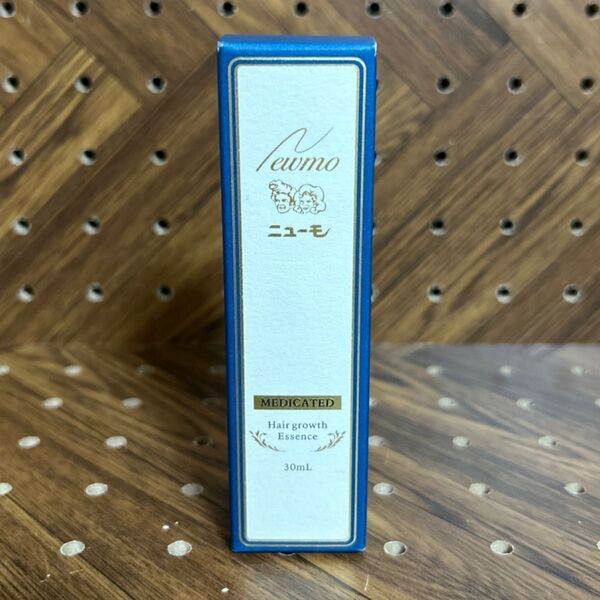 Newmo
ニューモ
MEDICATED
Hair growth
Essence
30mL